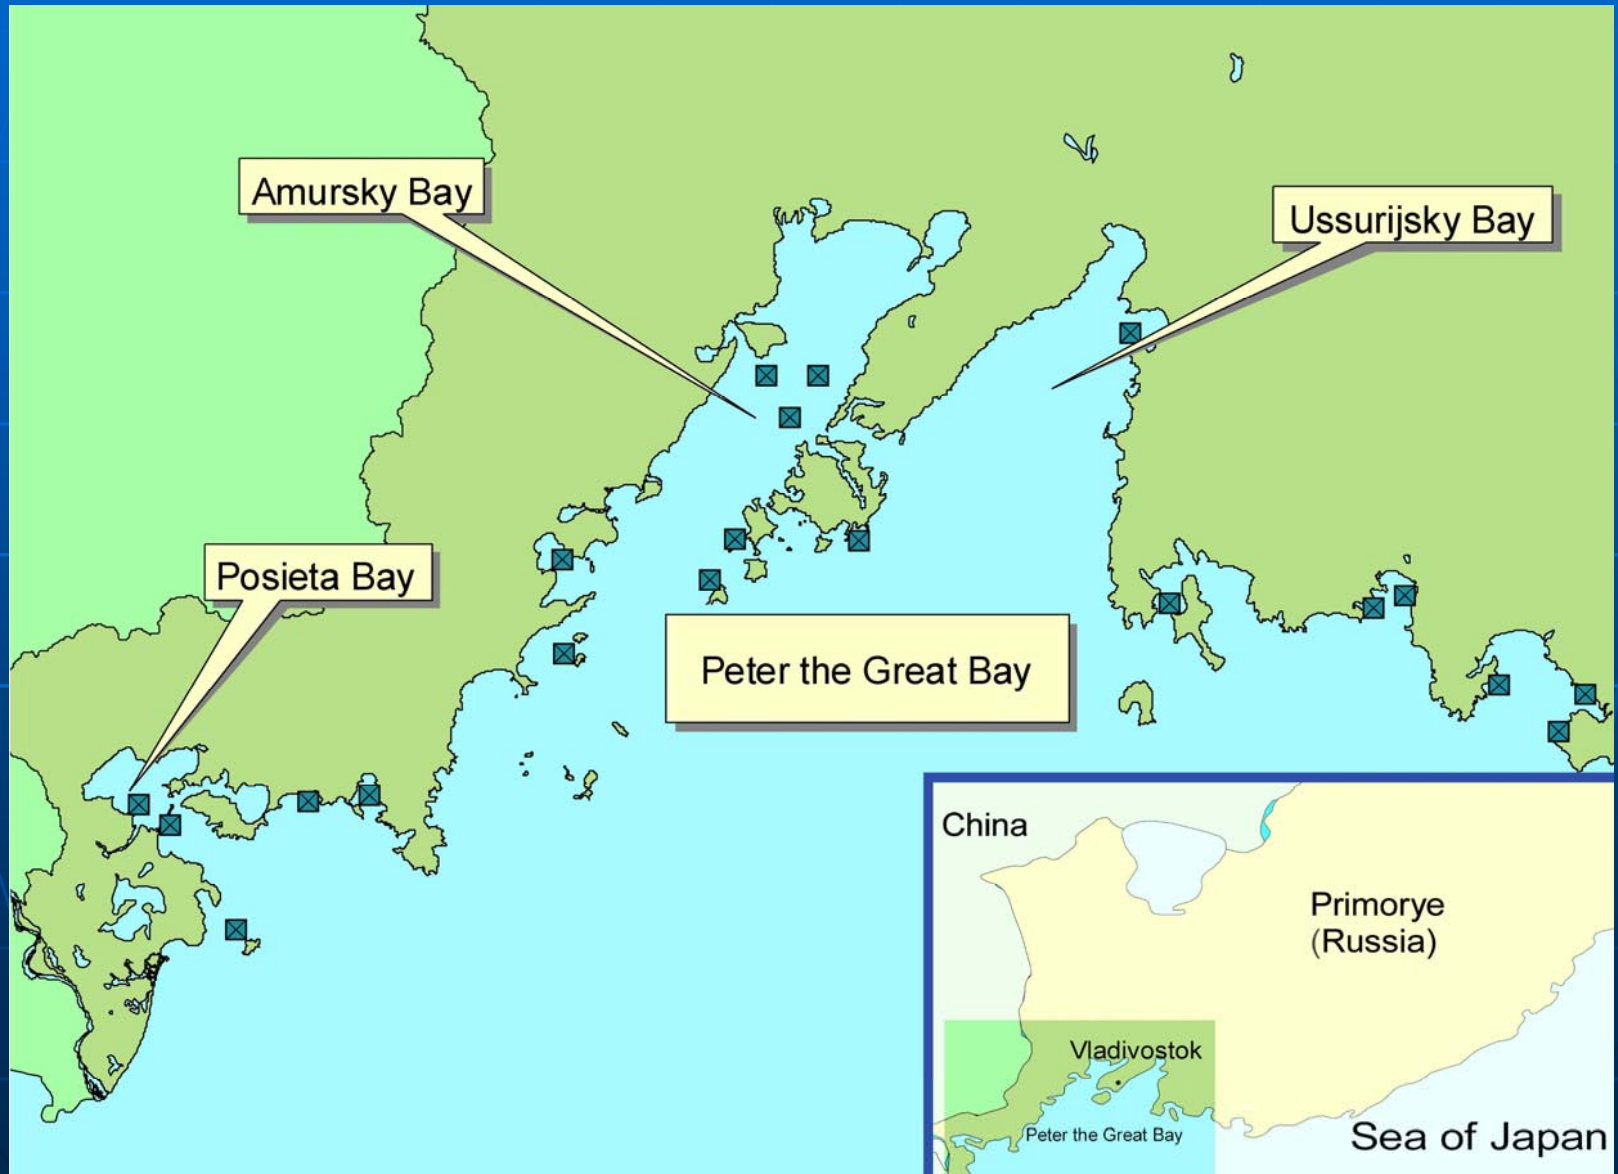 Amursky Bay
Ussurijsky Bay
Posieta Bay
Peter the Great Bay
China
Primorye
(Russia)
Vladivostok
Peter the Great Bay
Sea of Japan